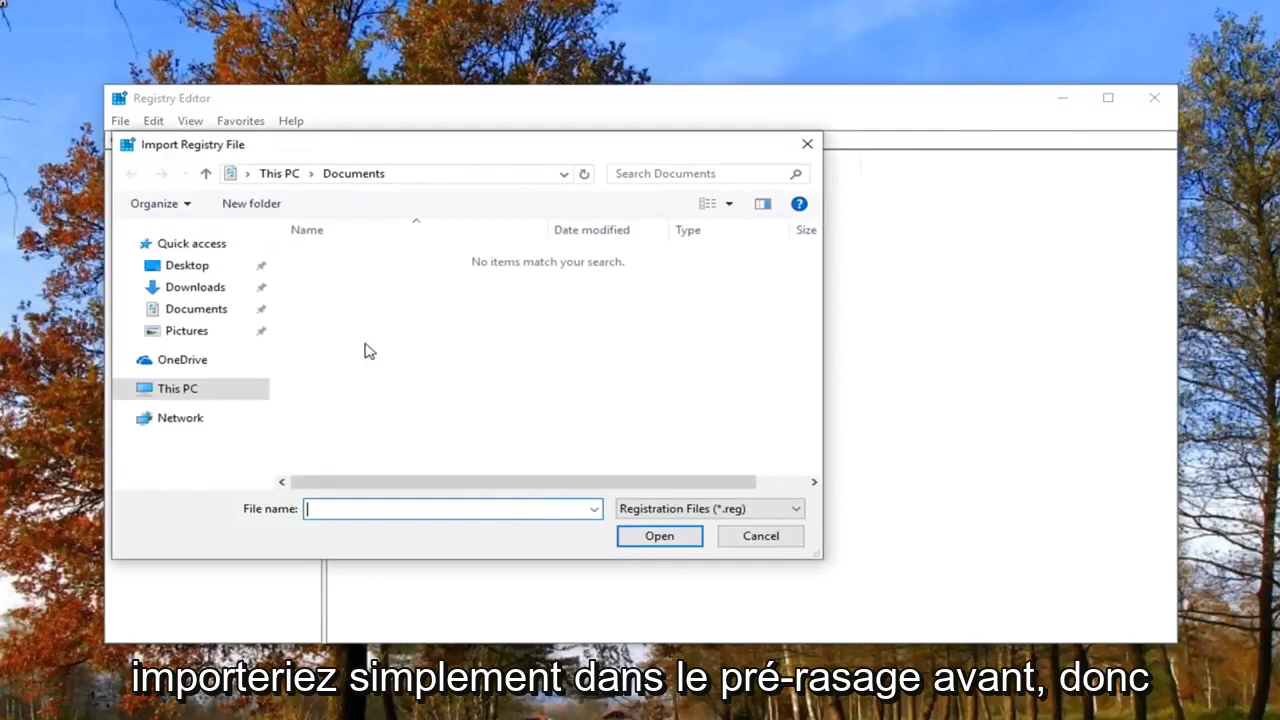 Registry Editor
File Edit View Favorites Help
Import Registry File
This PC > Documents
Search Documents
Organize New folder
Name Date modified Type Size
No items match your search.
Quick access
Desktop
Downloads
Documents
Pictures
OneDrive
This PC
Network
File name: Registration Files (*.reg)
Open Cancel
importeriez simplement dans le pré-rasage avant, donc